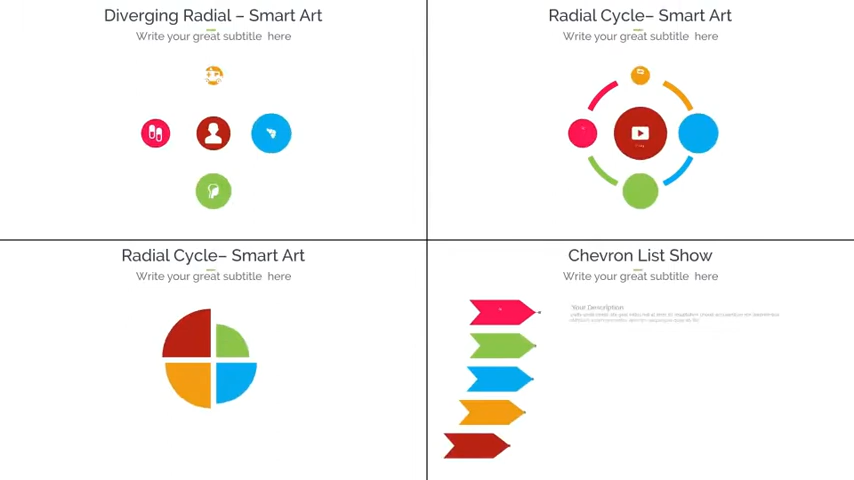 Diverging Radial – Smart Art
Write your great subtitle here
Radial Cycle– Smart Art
Write your great subtitle here
Radial Cycle– Smart Art
Write your great subtitle here
Chevron List Show
Write your great subtitle here
Your Description